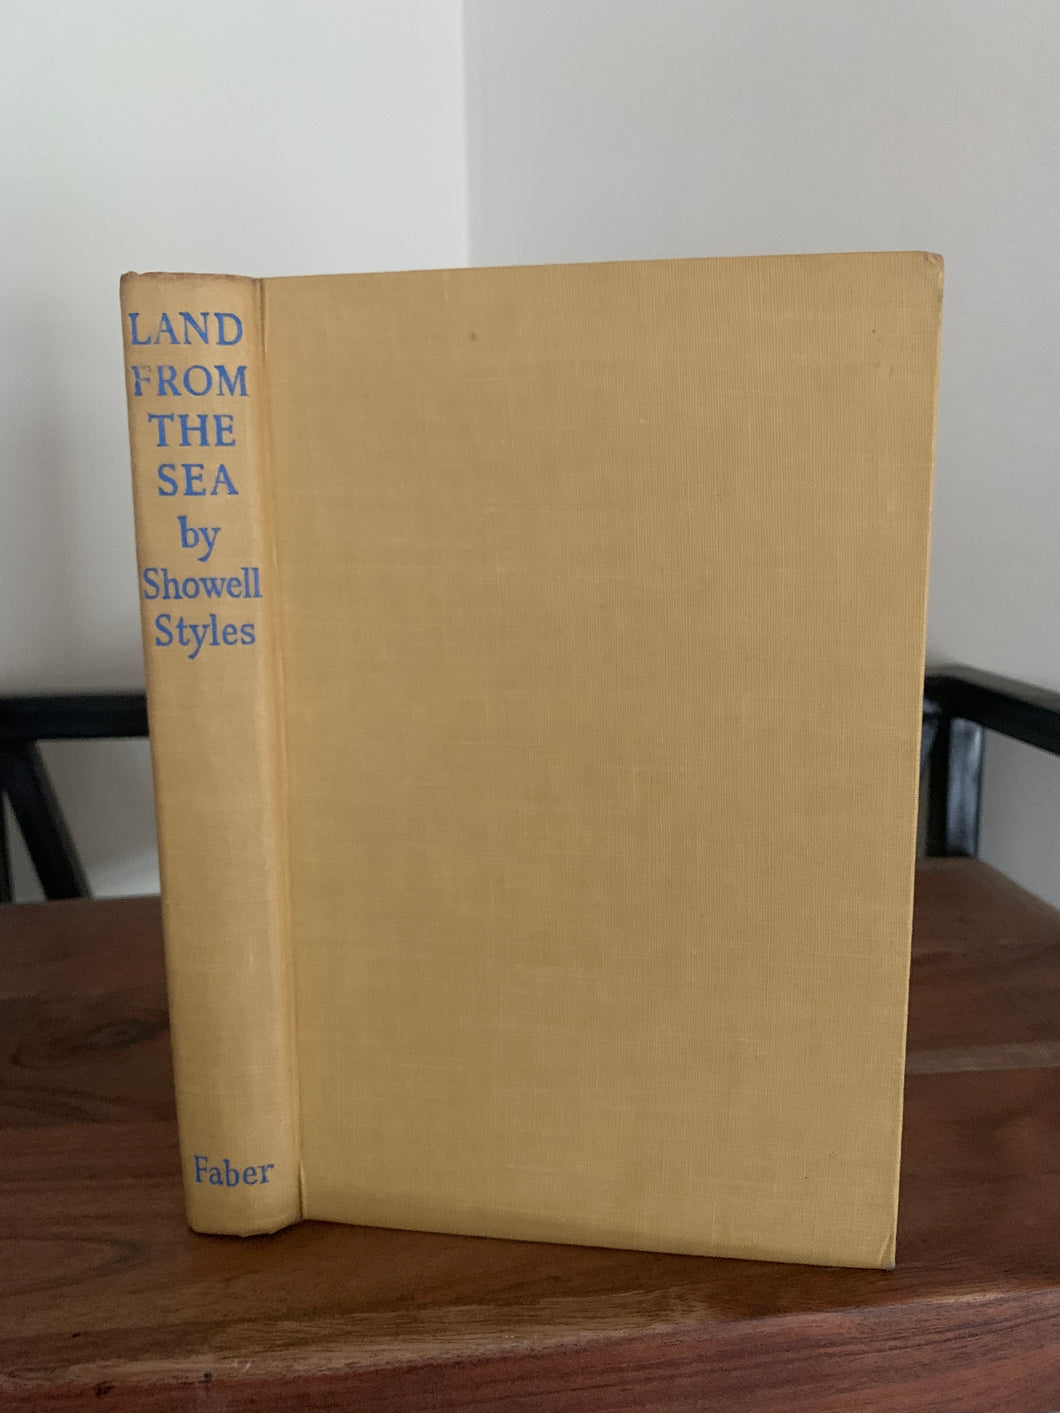 LAND
FROM
THE
SEA
by
Showell
Styles
Faber